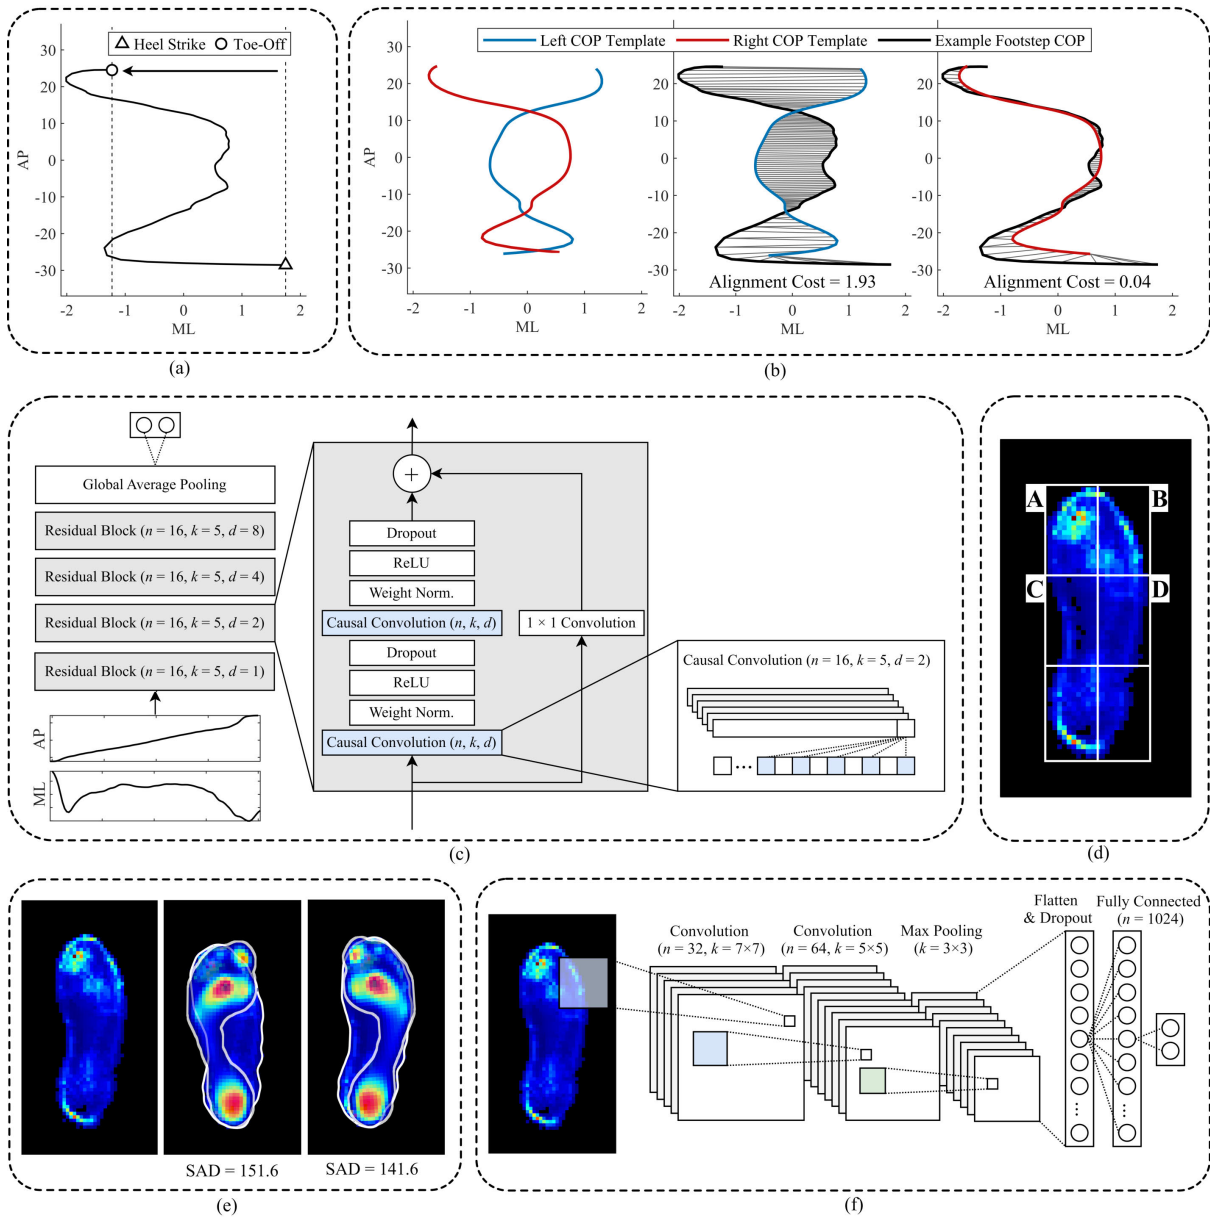 Heel Strike Toe-Off
30
20
10
0
-10
-20
-30
AP
-2 -1 0 1 2
ML
(a)
Left COP Template Right COP Template Example Footstep COP
30
20
10
0
-10
-20
-30
AP
-2 -1 0 1 2
ML
30
20
10
0
-10
-20
-30
Alignment Cost = 1.93
-2 -1 0 1 2
30
20
10
0
-10
-20
-30
Alignment Cost = 0.04
-2 -1 0 1 2
ML
(b)
Global Average Pooling
Residual Block (n = 16, k = 5, d = 8)
Residual Block (n = 16, k = 5, d = 4)
Residual Block (n = 16, k = 5, d = 2)
Residual Block (n = 16, k = 5, d = 1)
AP
ML
+
Dropout
ReLU
Weight Norm.
Causal Convolution (n, k, d)
Dropout
ReLU
Weight Norm.
Causal Convolution (n, k, d)
1 × 1 Convolution
Causal Convolution (n = 16, k = 5, d = 2)
(c)
A B
C D
(d)
SAD = 151.6 SAD = 141.6
(e)
Convolution
(n = 32, k = 7×7)
Convolution
(n = 64, k = 5×5)
Max Pooling
(k = 3×3)
Flatten
& Dropout
Fully Connected
(n = 1024)
(f)